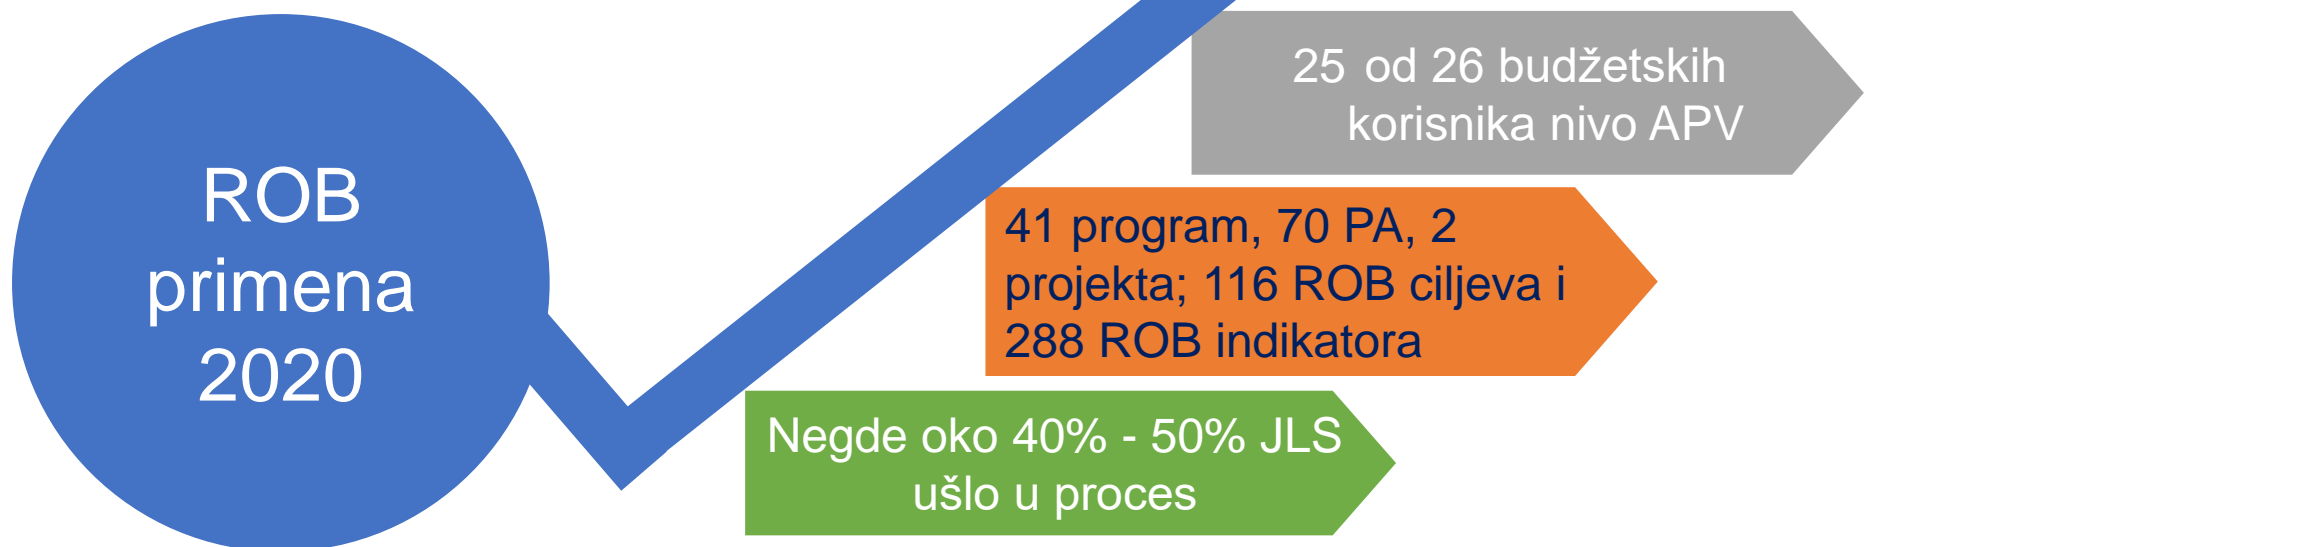 ROB
primena
2020
25 od 26 budžetskih
korisnika nivo APV
41 program, 70 PA, 2
projekta; 116 ROB ciljeva i
288 ROB indikatora
Negde oko 40% - 50% JLS
ušlo u proces